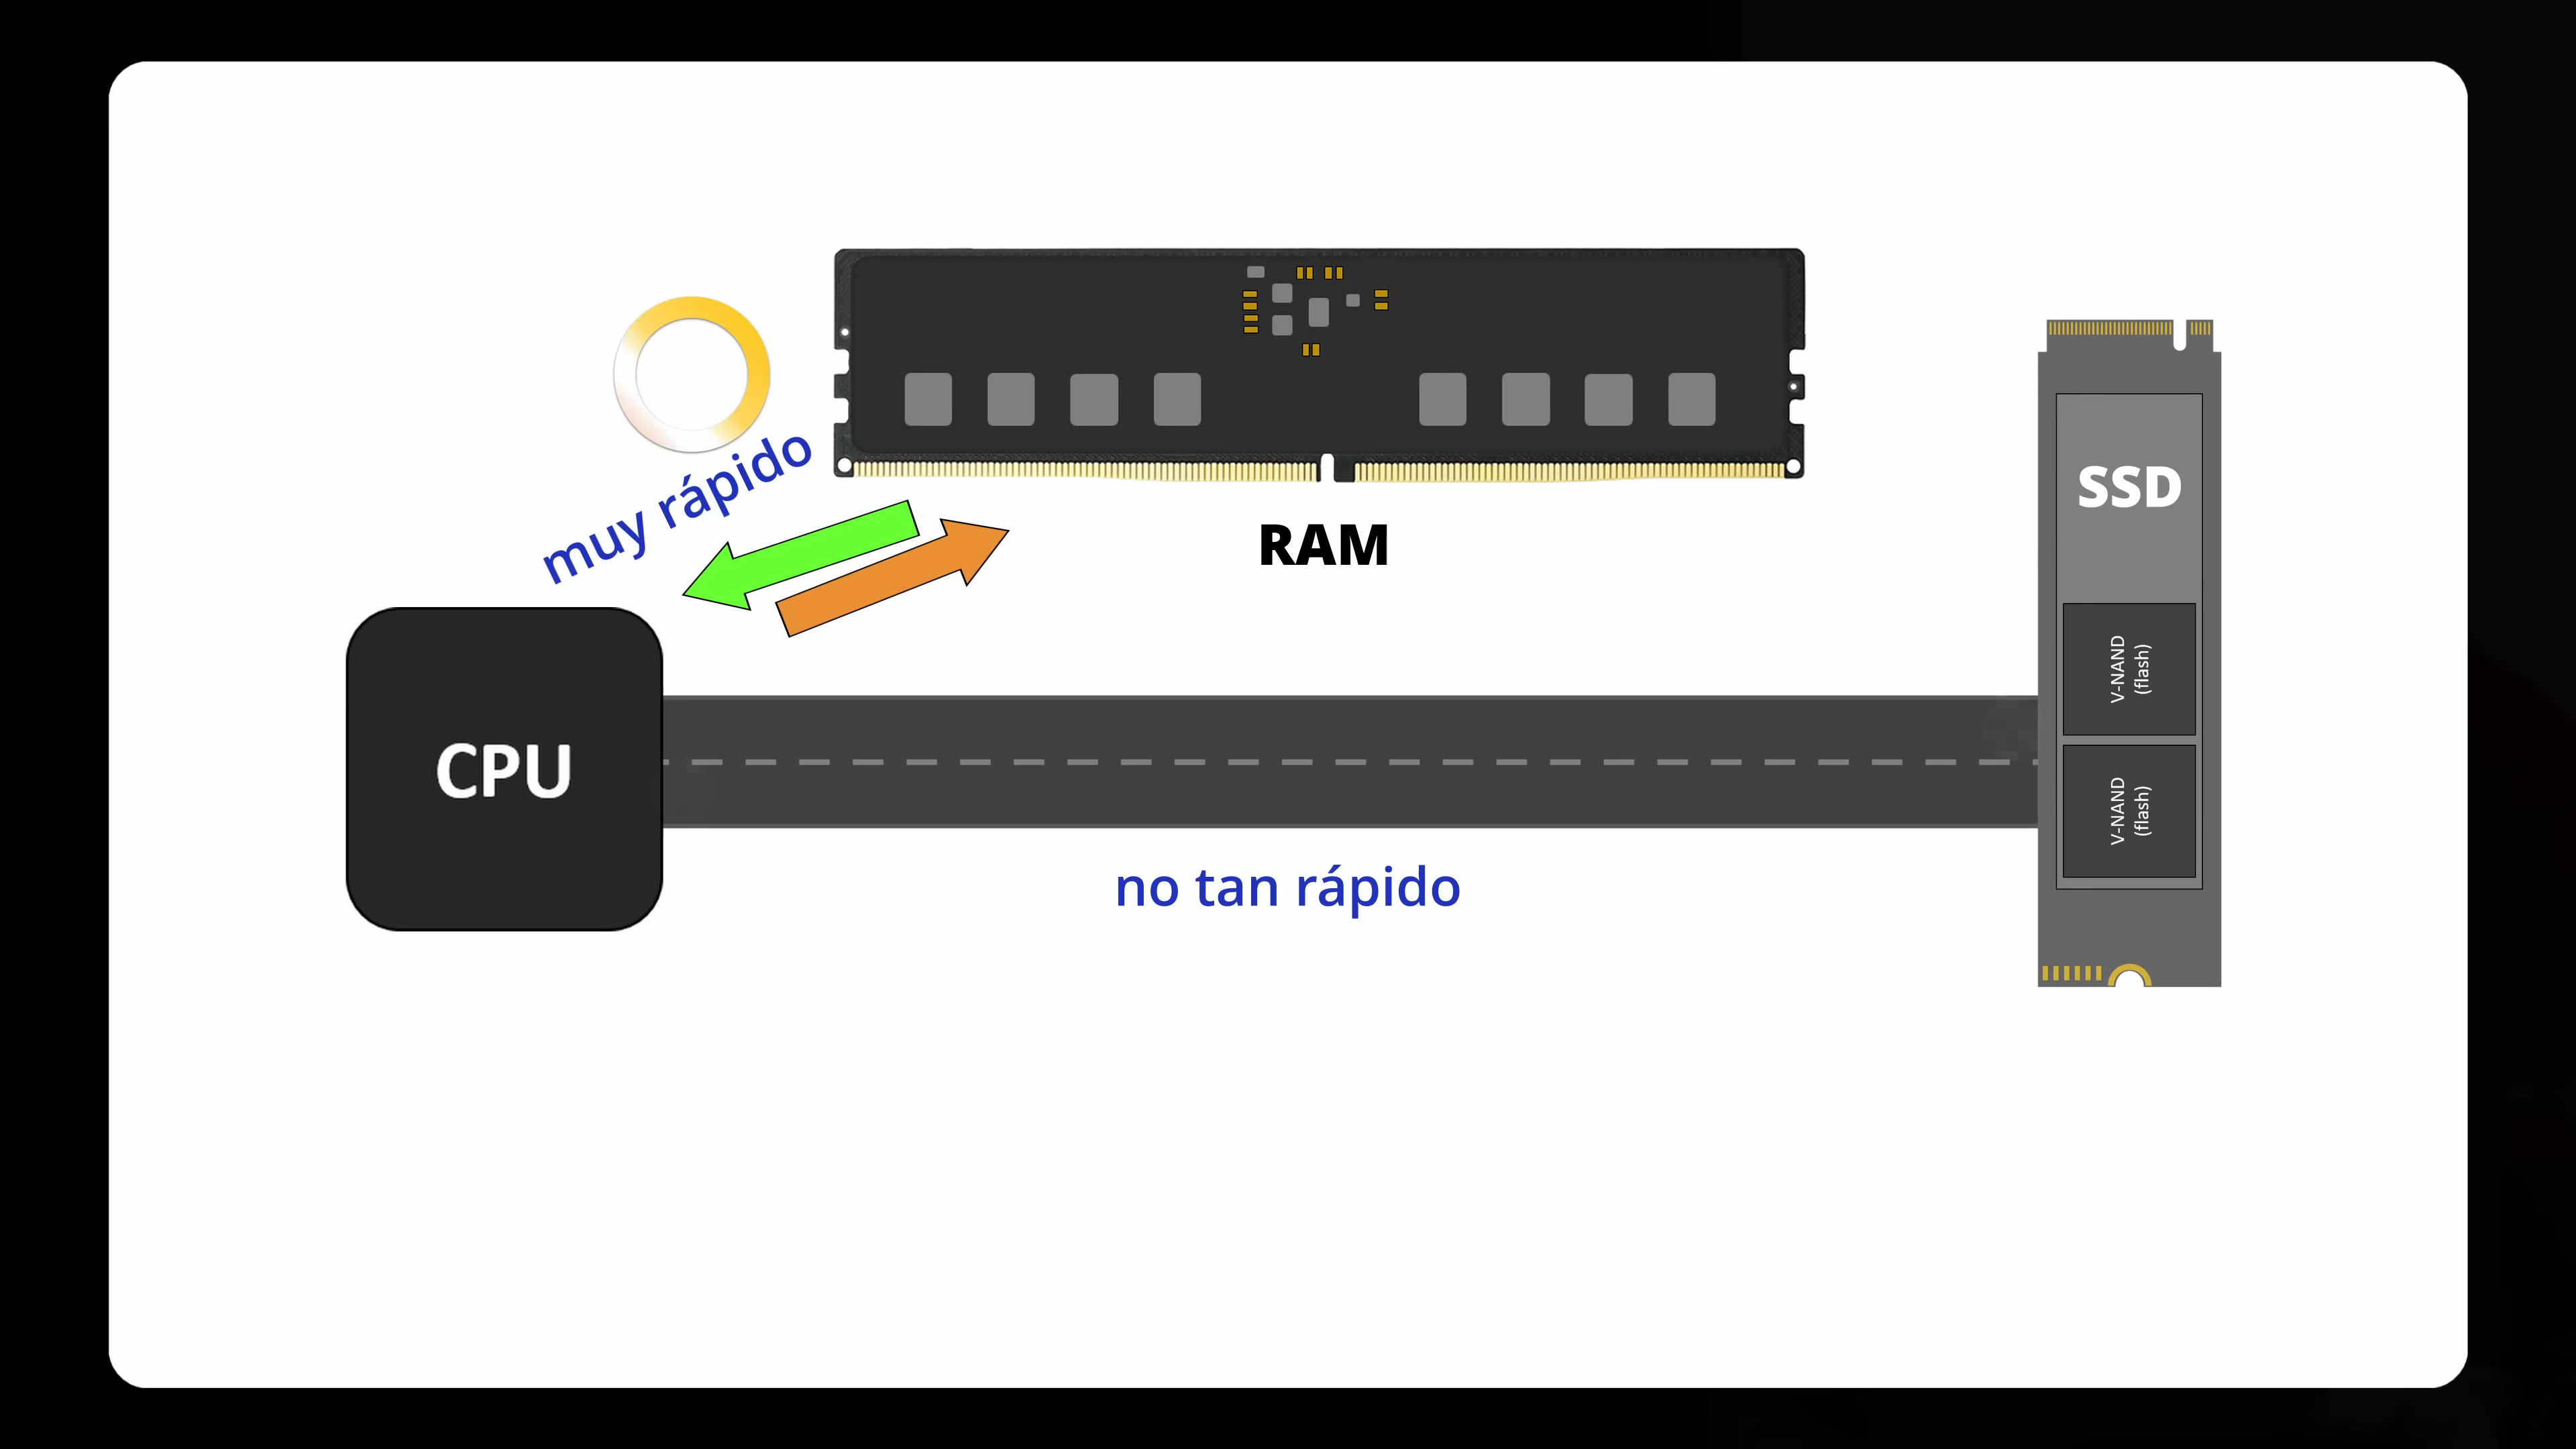 muy rápido
RAM
SSD
V-NAND
(flash)
V-NAND
(flash)
CPU
no tan rápido